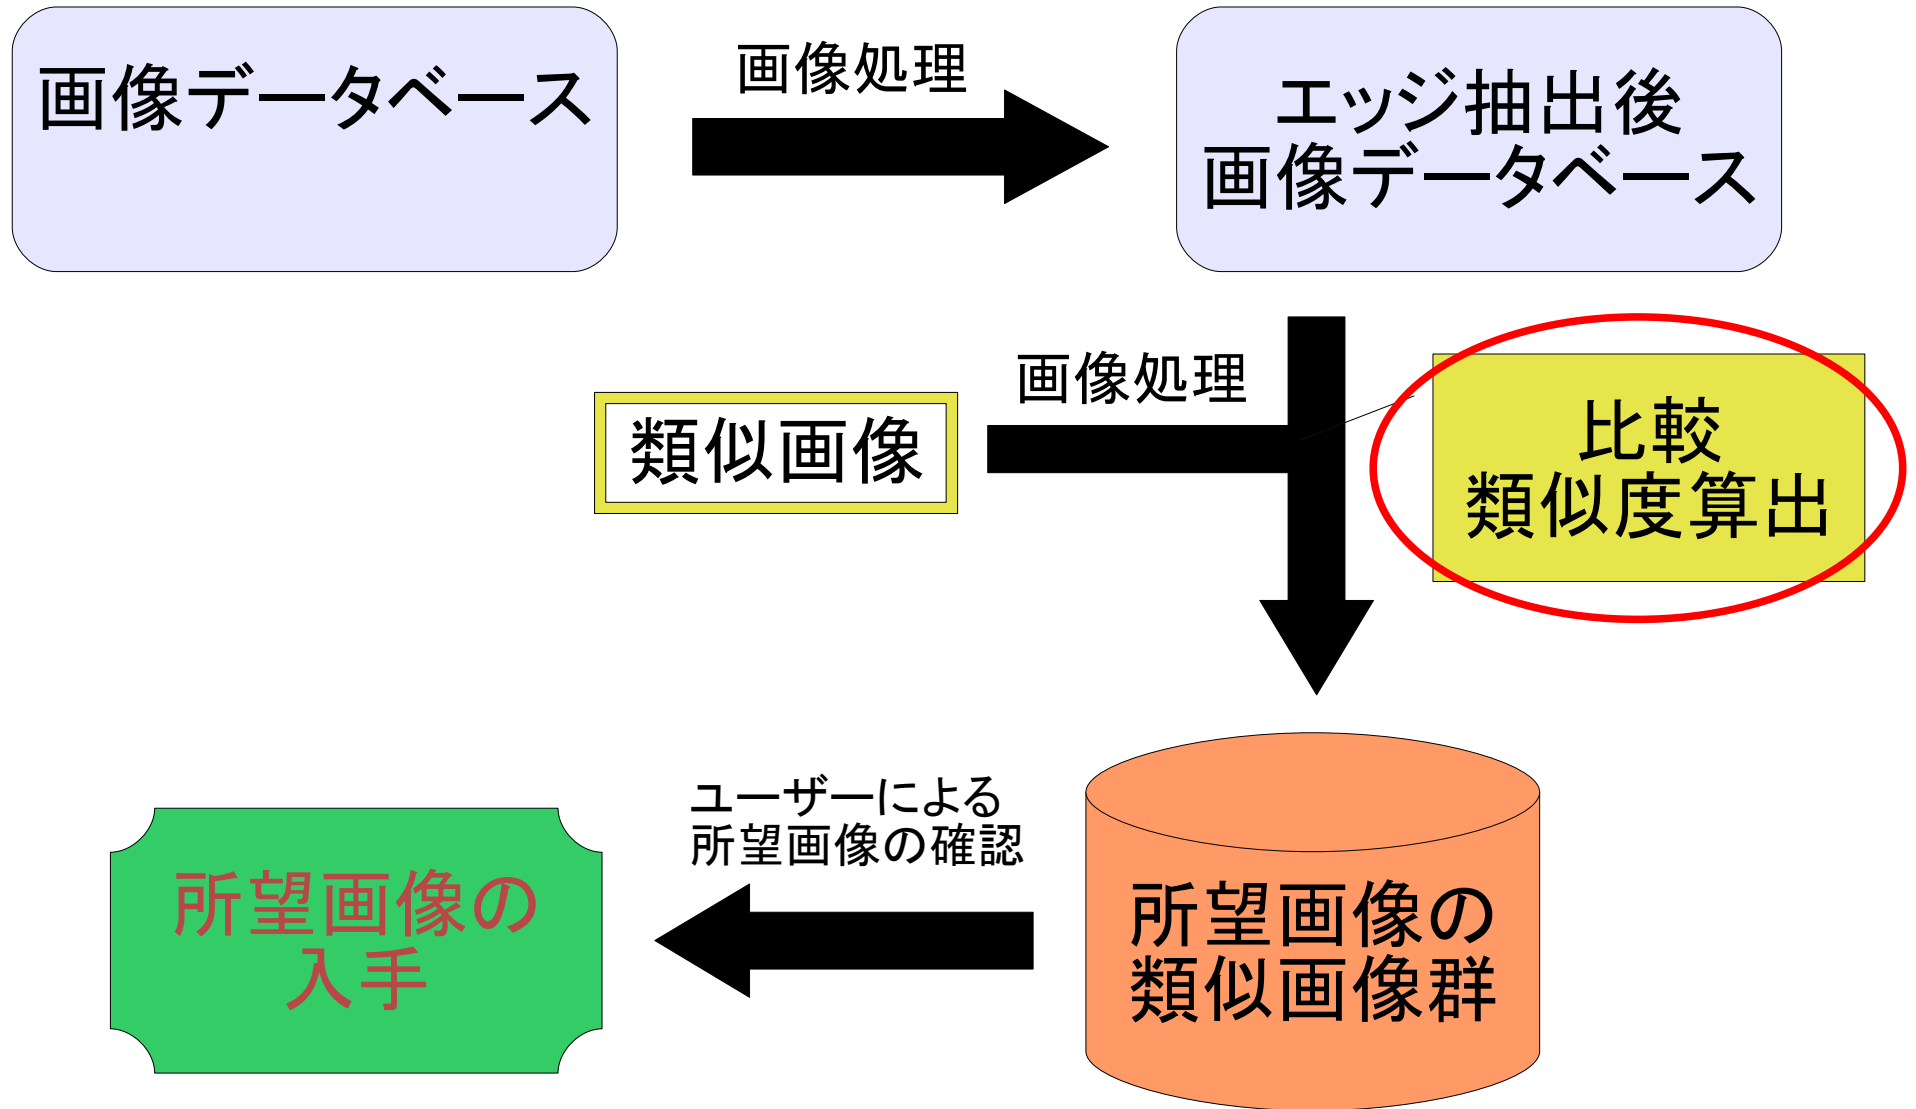 画像データベース
画像処理
エッジ抽出後
画像データベース
画像処理
類似画像
比較
類似度算出
ユーザーによる
所望画像の確認
所望画像の
入手
所望画像の
類似画像群